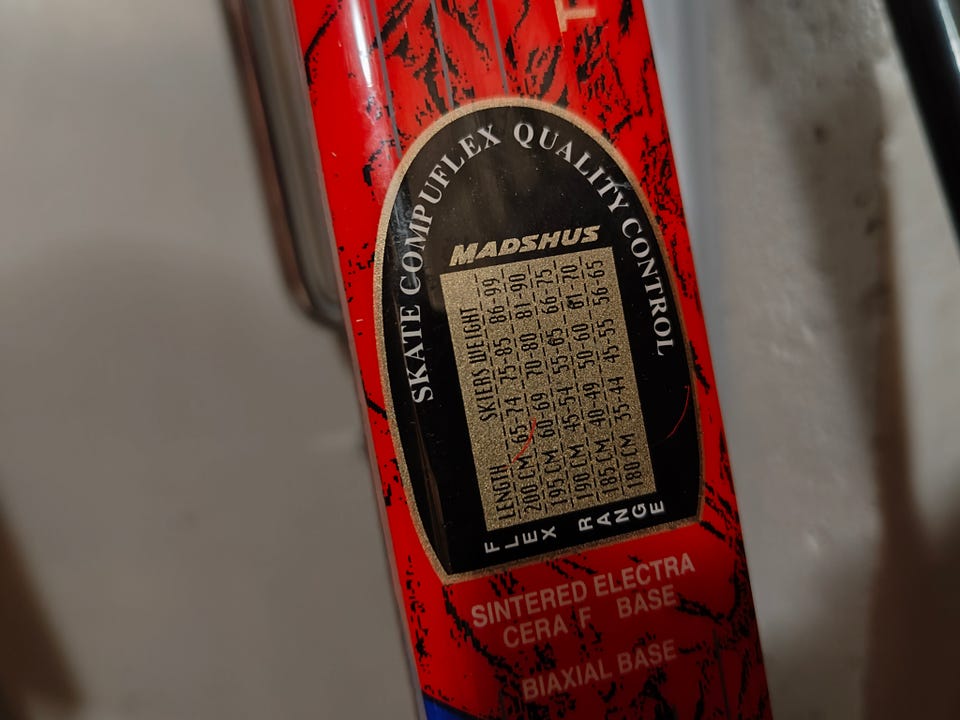 SKATE COMPUFLEX QUALITY CONTROL
MADSHUS
LENGTH SKIERS WEIGHT
200 CM 65-74 75-85 86-99
195 CM 60-69 70-80 81-90
190 CM 45-54 55-65 66-75
185 CM 40-49 50-60 61-70
180 CM 35-44 45-55 56-65
FLEX RANGE
SINTERED ELECTRA
CERA F BASE
BIAXIAL BASE